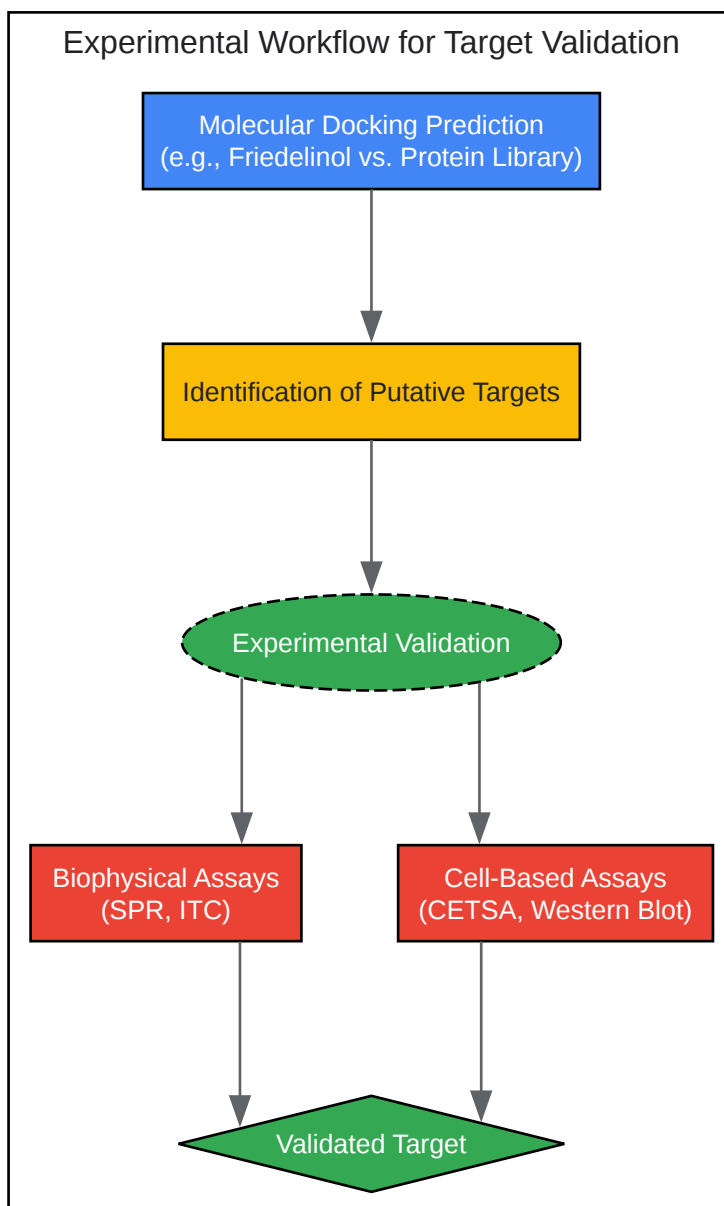 Experimental Workflow for Target Validation
Molecular Docking Prediction
(e.g., Friedelinol vs. Protein Library)
Identification of Putative Targets
Experimental Validation
Biophysical Assays
(SPR, ITC)
Cell-Based Assays
(CETSA, Western Blot)
Validated Target